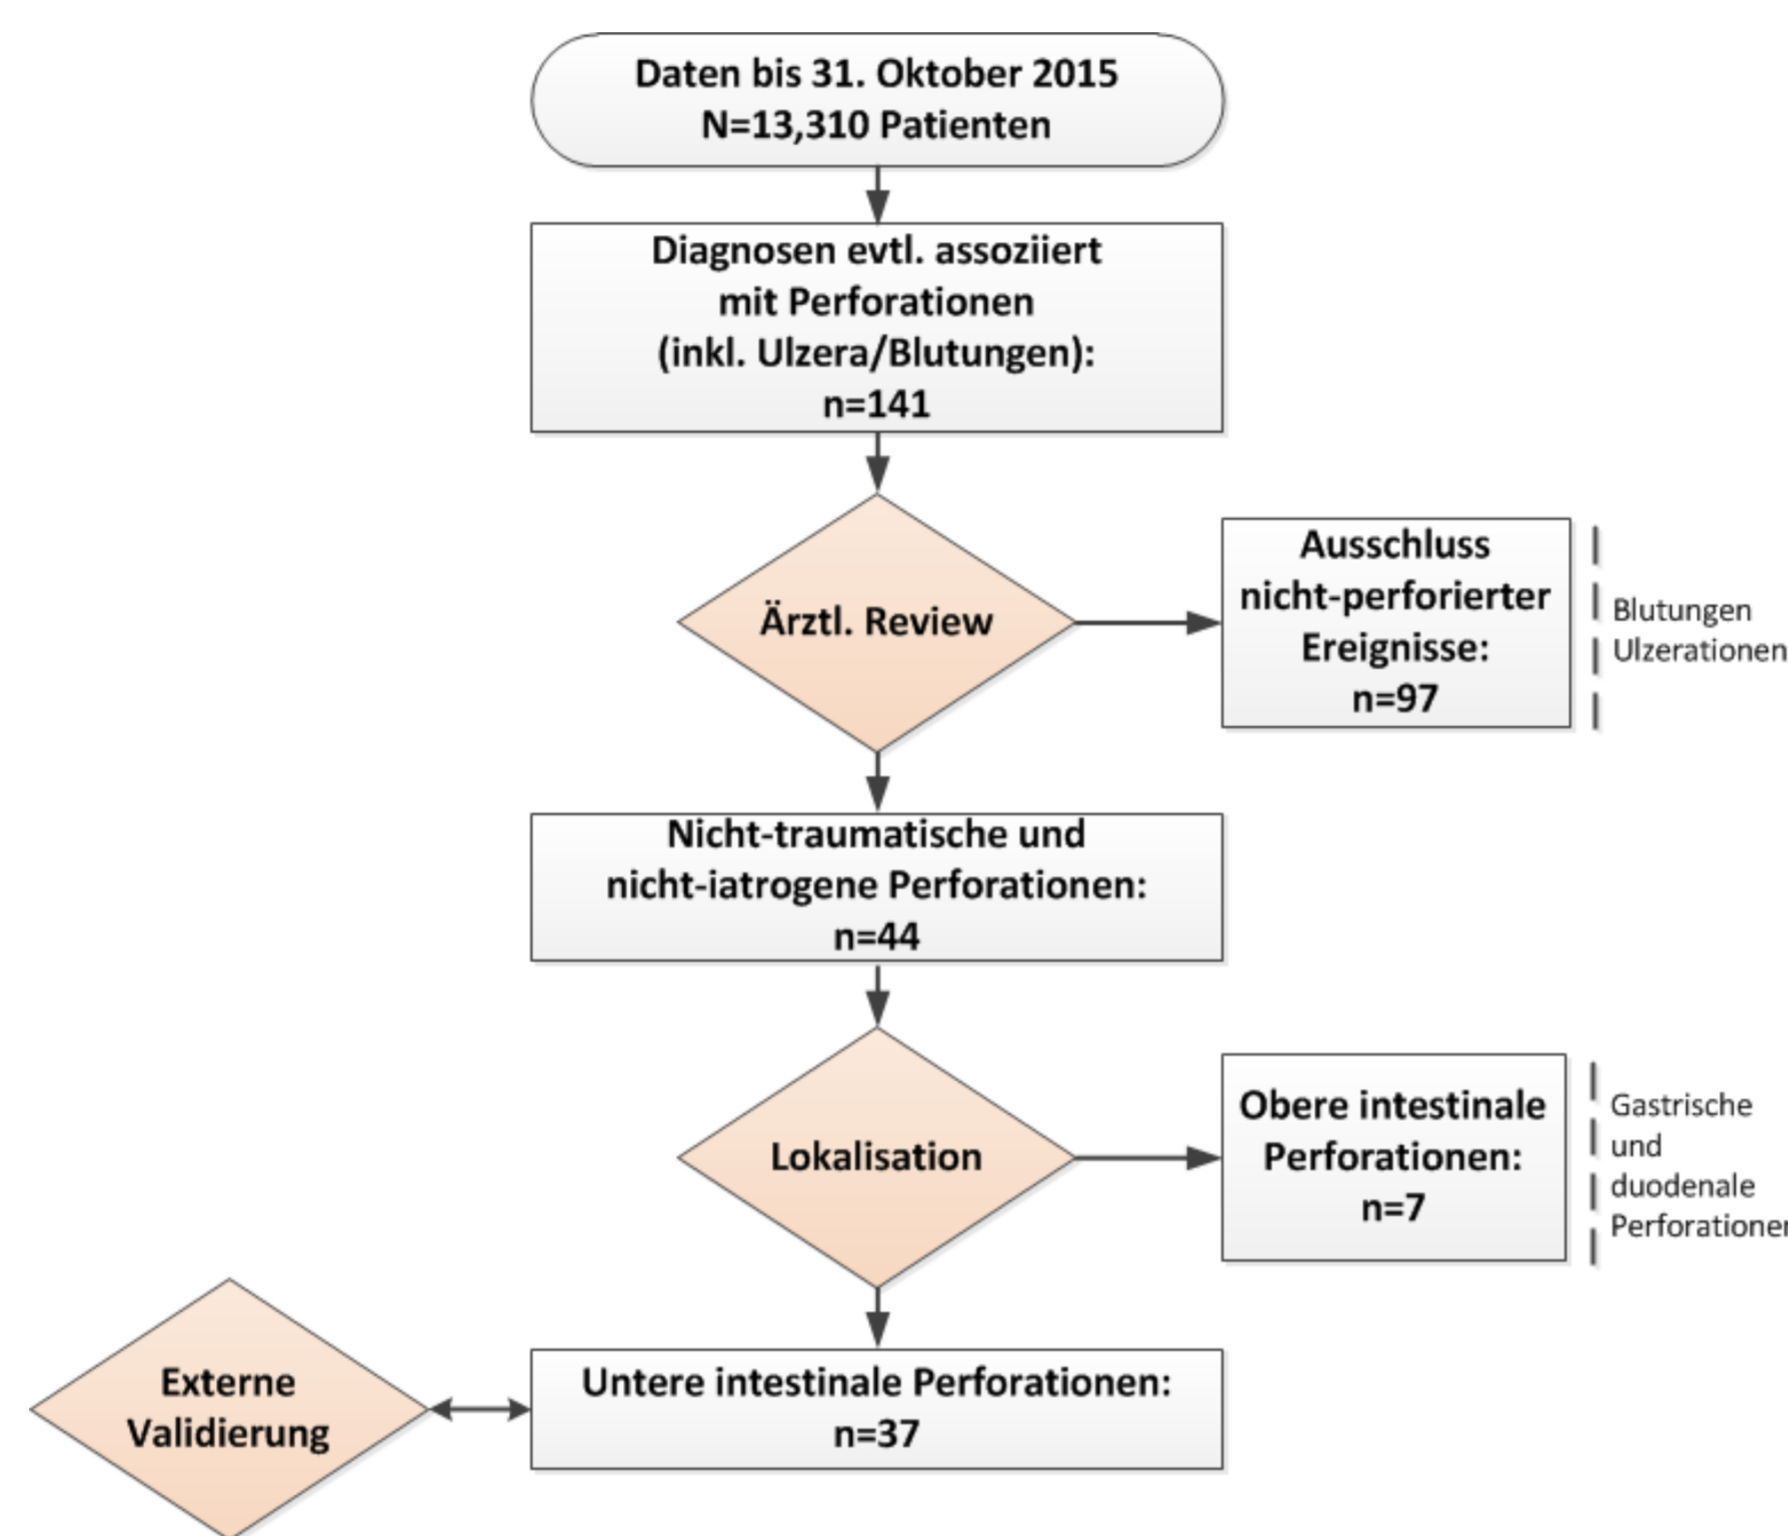 Daten bis 31. Oktober 2015
N=13,310 Patienten
Diagnosen evtl. assoziiert
mit Perforationen
(inkl. Ulzera/Blutungen):
n=141
Ärztl. Review
Ausschluss
nicht-perforierter
Ereignisse:
n=97
Blutungen
Ulzerationen
Nicht-traumatische und
nicht-iatrogene Perforationen:
n=44
Lokalisation
Obere intestinale
Perforationen:
n=7
Gastrische
und
duodenale
Perforationen
Externe
Validierung
Untere intestinale Perforationen:
n=37